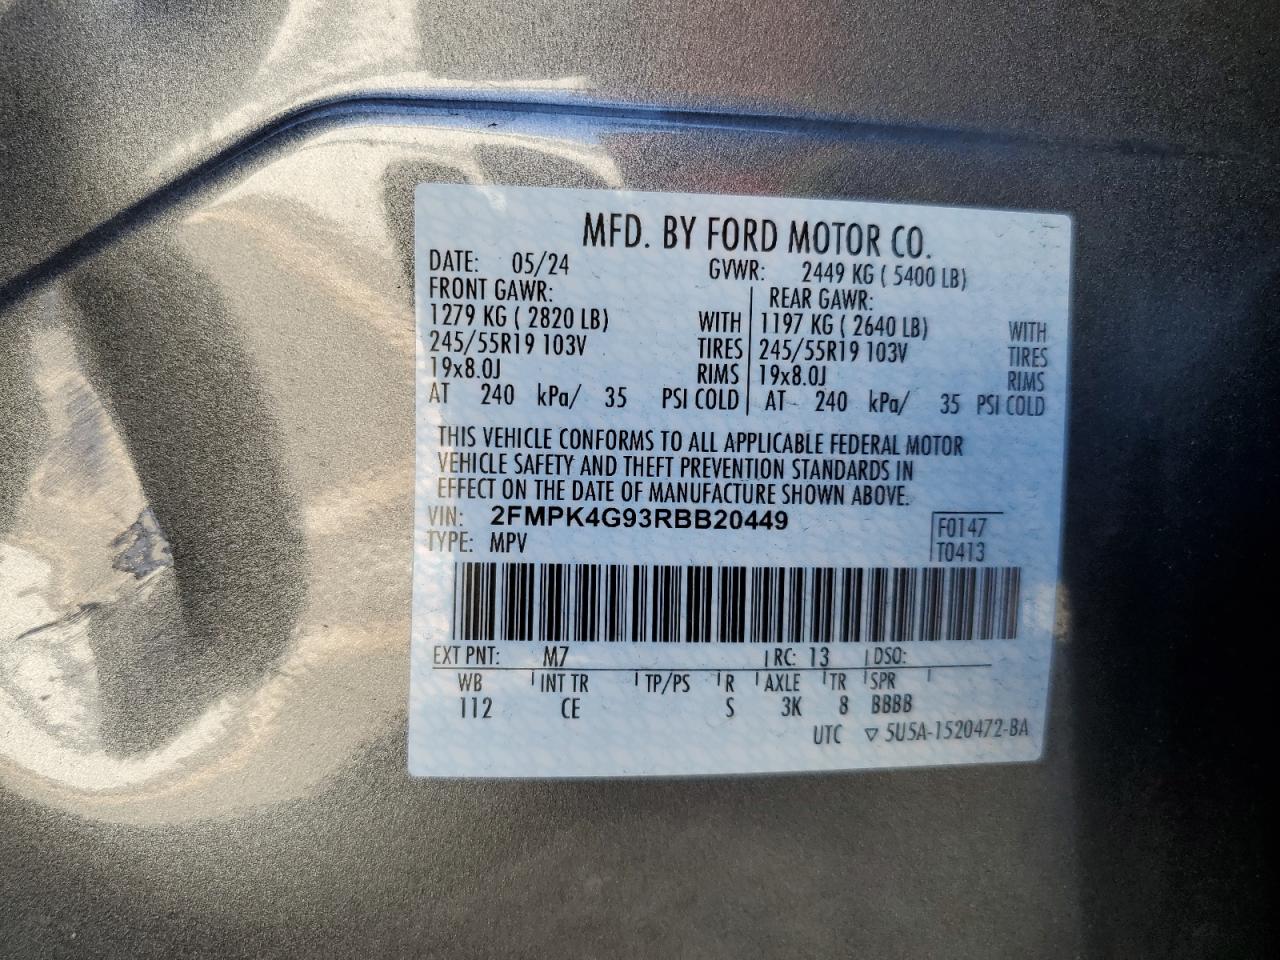 MFD. BY FORD MOTOR CO.
DATE: 05/24 GVWR: 2449 KG ( 5400 LB)
FRONT GAWR: REAR GAWR:
1279 KG ( 2820 LB) WITH 1197 KG ( 2640 LB) WITH
245/55R19 103V TIRES 245/55R19 103V TIRES
19x8.0J RIMS 19x8.0J RIMS
AT 240 kPa/ 35 PSI COLD AT 240 kPa/ 35 PSI COLD
THIS VEHICLE CONFORMS TO ALL APPLICABLE FEDERAL MOTOR
VEHICLE SAFETY AND THEFT PREVENTION STANDARDS IN
EFFECT ON THE DATE OF MANUFACTURE SHOWN ABOVE.
VIN: 2FMPK4G93RBB20449 F0147
TYPE: MPV T0413
EXT PNT: M7 RC: 13 DSO:
WB INT TR TP/PS R AXLE TR SPR
112 CE S 3K 8 BBBB
UTC ▽ 5U5A-1520472-BA